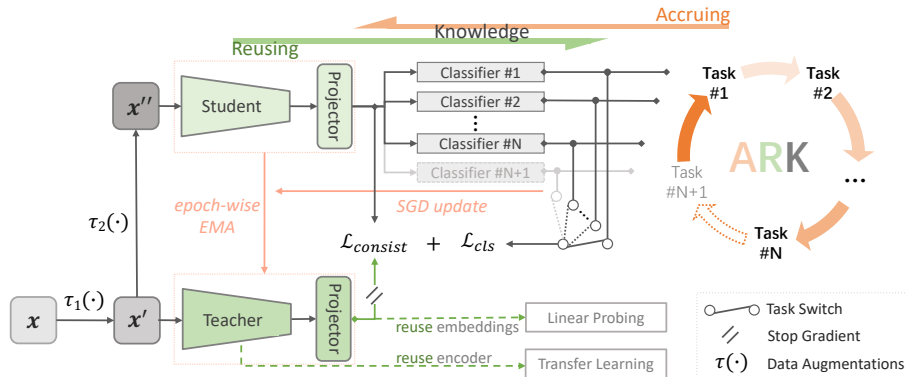 Accruing
Knowledge
Reusing
x''
Student
Projector
Classifier #1
Classifier #2
⋮
Classifier #N
Classifier #N+1
Task
#1
Task
#2
...
Task
#N
Task
#N+1
ARK
τ₂(·)
epoch-wise
EMA
SGD update
ℒ_consist + ℒ_cls
x
τ₁(·)
x'
Teacher
Projector
reuse embeddings
Linear Probing
reuse encoder
Transfer Learning
Task Switch
Stop Gradient
τ(·) Data Augmentations